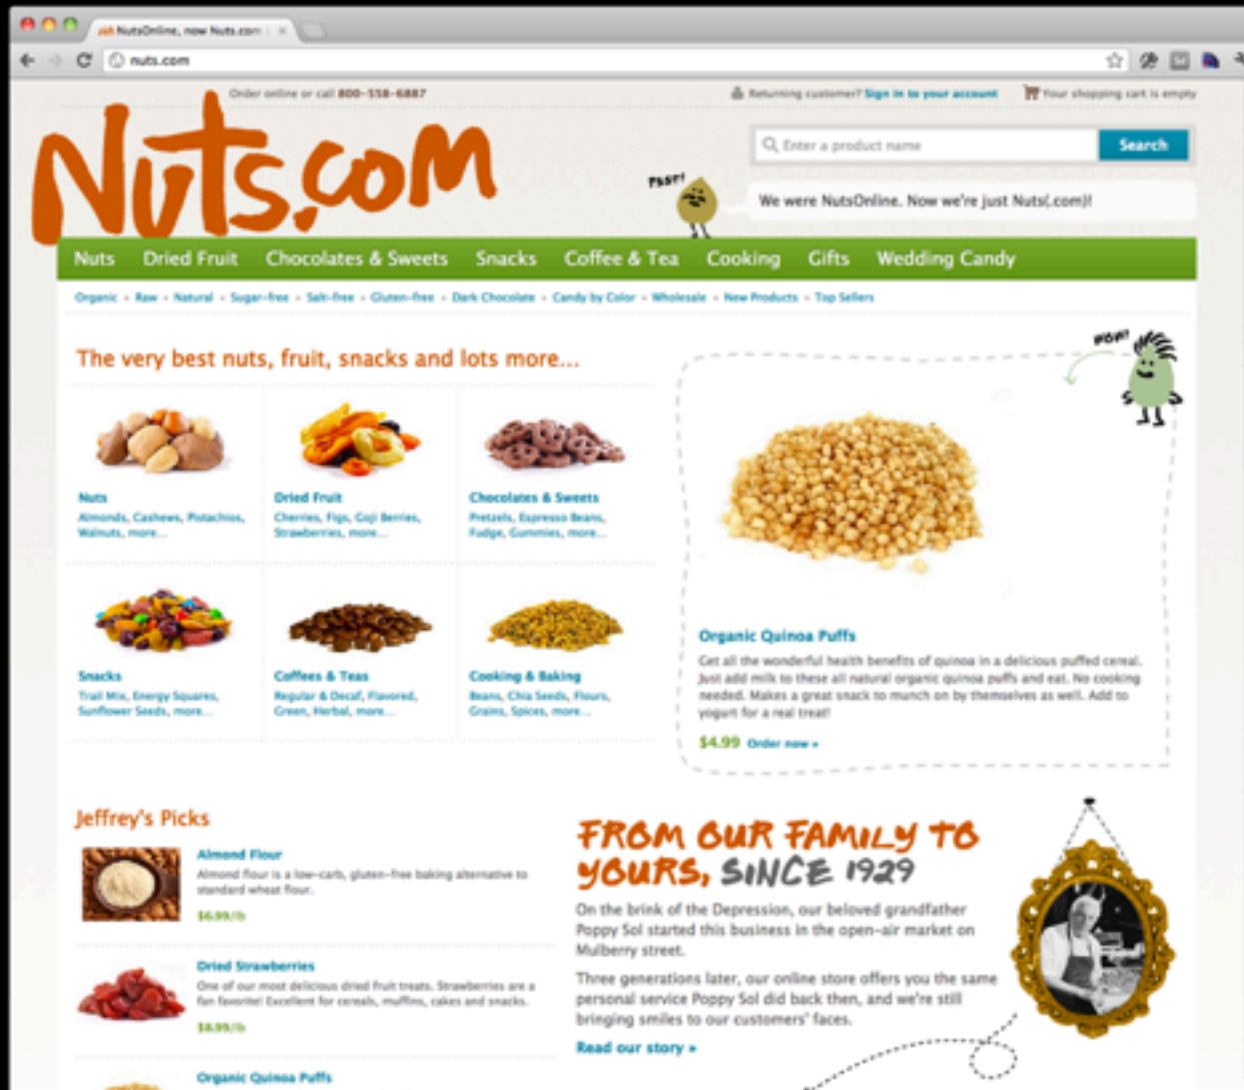 NutsOnline, now Nuts.com
nuts.com
Order online or call 800-558-6887
Returning customer? Sign in to your account
Your shopping cart is empty
Nuts.com
Enter a product name
Search
PSST!
We were NutsOnline. Now we're just Nuts(.com)!
Nuts Dried Fruit Chocolates & Sweets Snacks Coffee & Tea Cooking Gifts Wedding Candy
Organic Raw Natural Sugar-free Salt-free Gluten-free Dark Chocolate Candy by Color Wholesale New Products Top Sellers
The very best nuts, fruit, snacks and lots more...
WOW!
Nuts
Almonds, Cashews, Pistachios,
Walnuts, more...
Dried Fruit
Cherries, Figs, Goji Berries,
Strawberries, more...
Chocolates & Sweets
Pretzels, Espresso Beans,
Fudge, Gummies, more...
Snacks
Trail Mix, Energy Squares,
Sunflower Seeds, more...
Coffees & Teas
Regular & Decaf, Flavored,
Green, Herbal, more...
Cooking & Baking
Beans, Chia Seeds, Flours,
Grains, Spices, more...
Organic Quinoa Puffs
Get all the wonderful health benefits of quinoa in a delicious puffed cereal.
Just add milk to these all natural organic quinoa puffs and eat. No cooking
needed. Makes a great snack to munch on by themselves as well. Add to
yogurt for a real treat!
$4.99 Order now »
Jeffrey's Picks
Almond Flour
Almond flour is a low-carb, gluten-free baking alternative to
standard wheat flour.
$6.99/lb
Dried Strawberries
One of our most delicious dried fruit treats. Strawberries are a
fan favorite! Excellent for cereals, muffins, cakes and snacks.
$8.99/lb
Organic Quinoa Puffs
FROM OUR FAMILY TO
YOURS, SINCE 1929
On the brink of the Depression, our beloved grandfather
Poppy Sol started this business in the open-air market on
Mulberry street.
Three generations later, our online store offers you the same
personal service Poppy Sol did back then, and we're still
bringing smiles to our customers' faces.
Read our story »